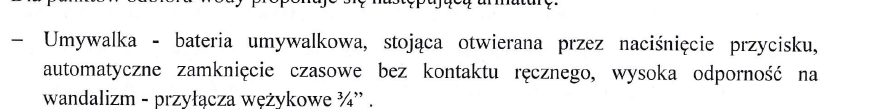 Dla punktów odbioru wody proponuje się następującą armaturę:
– Umywalka - bateria umywalkowa, stojąca otwierana przez naciśnięcie przycisku,
automatyczne zamknięcie czasowe bez kontaktu ręcznego, wysoka odporność na
wandalizm - przyłącza wężykowe ¾” .